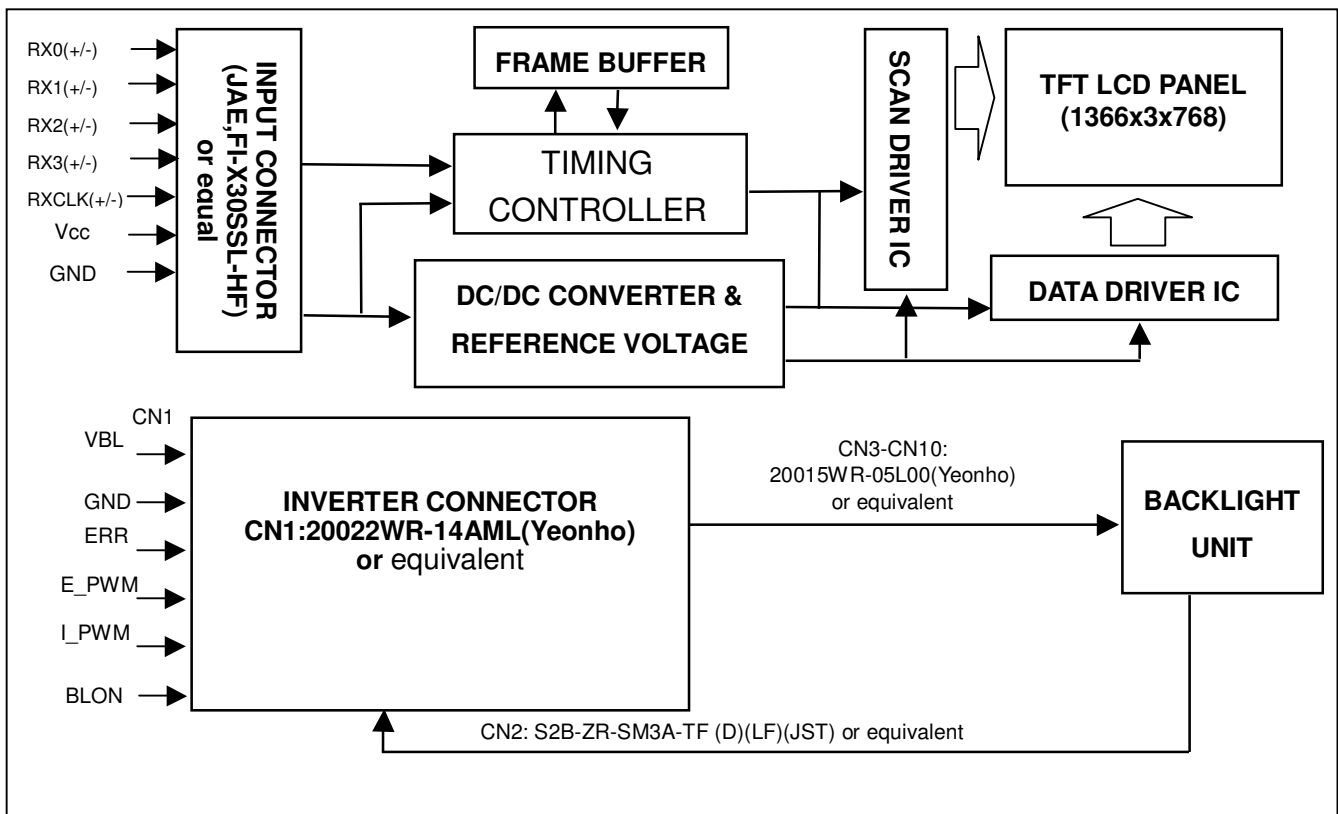 RX0(+/-)
RX1(+/-)
RX2(+/-)
RX3(+/-)
RXCLK(+/-)
Vcc
GND
INPUT CONNECTOR
(JAE,FI-X30SSL-HF)
or equal
FRAME BUFFER
TIMING
CONTROLLER
DC/DC CONVERTER &
REFERENCE VOLTAGE
SCAN DRIVER IC
TFT LCD PANEL
(1366x3x768)
DATA DRIVER IC
CN1
VBL
GND
ERR
E_PWM
I_PWM
BLON
INVERTER CONNECTOR
CN1:20022WR-14AML(Yeonho)
or equivalent
CN3-CN10:
20015WR-05L00(Yeonho)
or equivalent
BACKLIGHT
UNIT
CN2: S2B-ZR-SM3A-TF (D)(LF)(JST) or equivalent